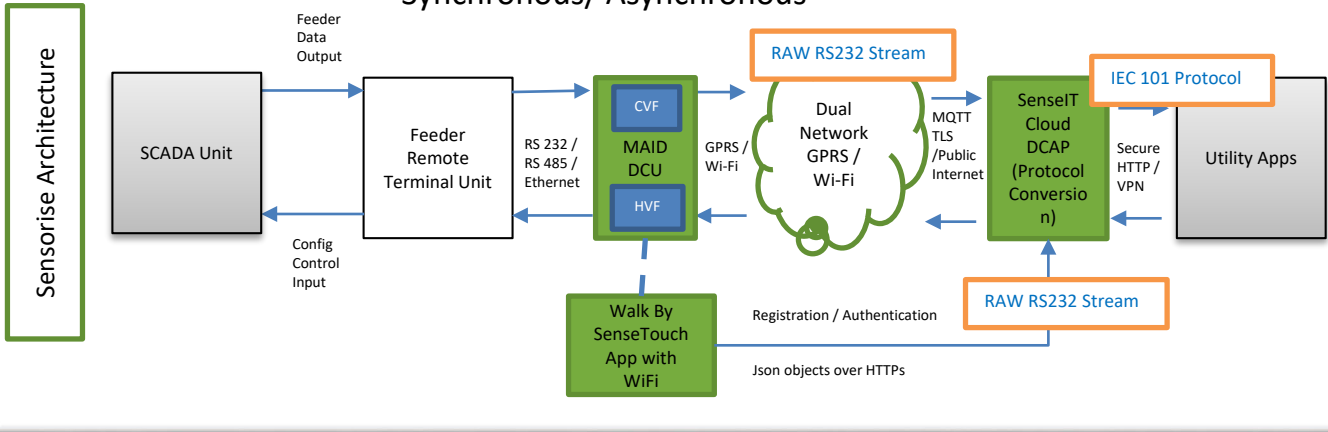 Synchronous/ Asynchronous
Sensorise Architecture
Feeder
Data
Output
SCADA Unit
Config
Control
Input
Feeder
Remote
Terminal Unit
RS 232 /
RS 485 /
Ethernet
CVF
MAID
DCU
HVF
GPRS /
Wi-Fi
RAW RS232 Stream
Dual
Network
GPRS /
Wi-Fi
MQTT
TLS
/Public
Internet
SenseIT
Cloud
DCAP
(Protocol
Conversio
n)
IEC 101 Protocol
Secure
HTTP /
VPN
Utility Apps
Walk By
SenseTouch
App with
WiFi
Registration / Authentication
Json objects over HTTPs
RAW RS232 Stream